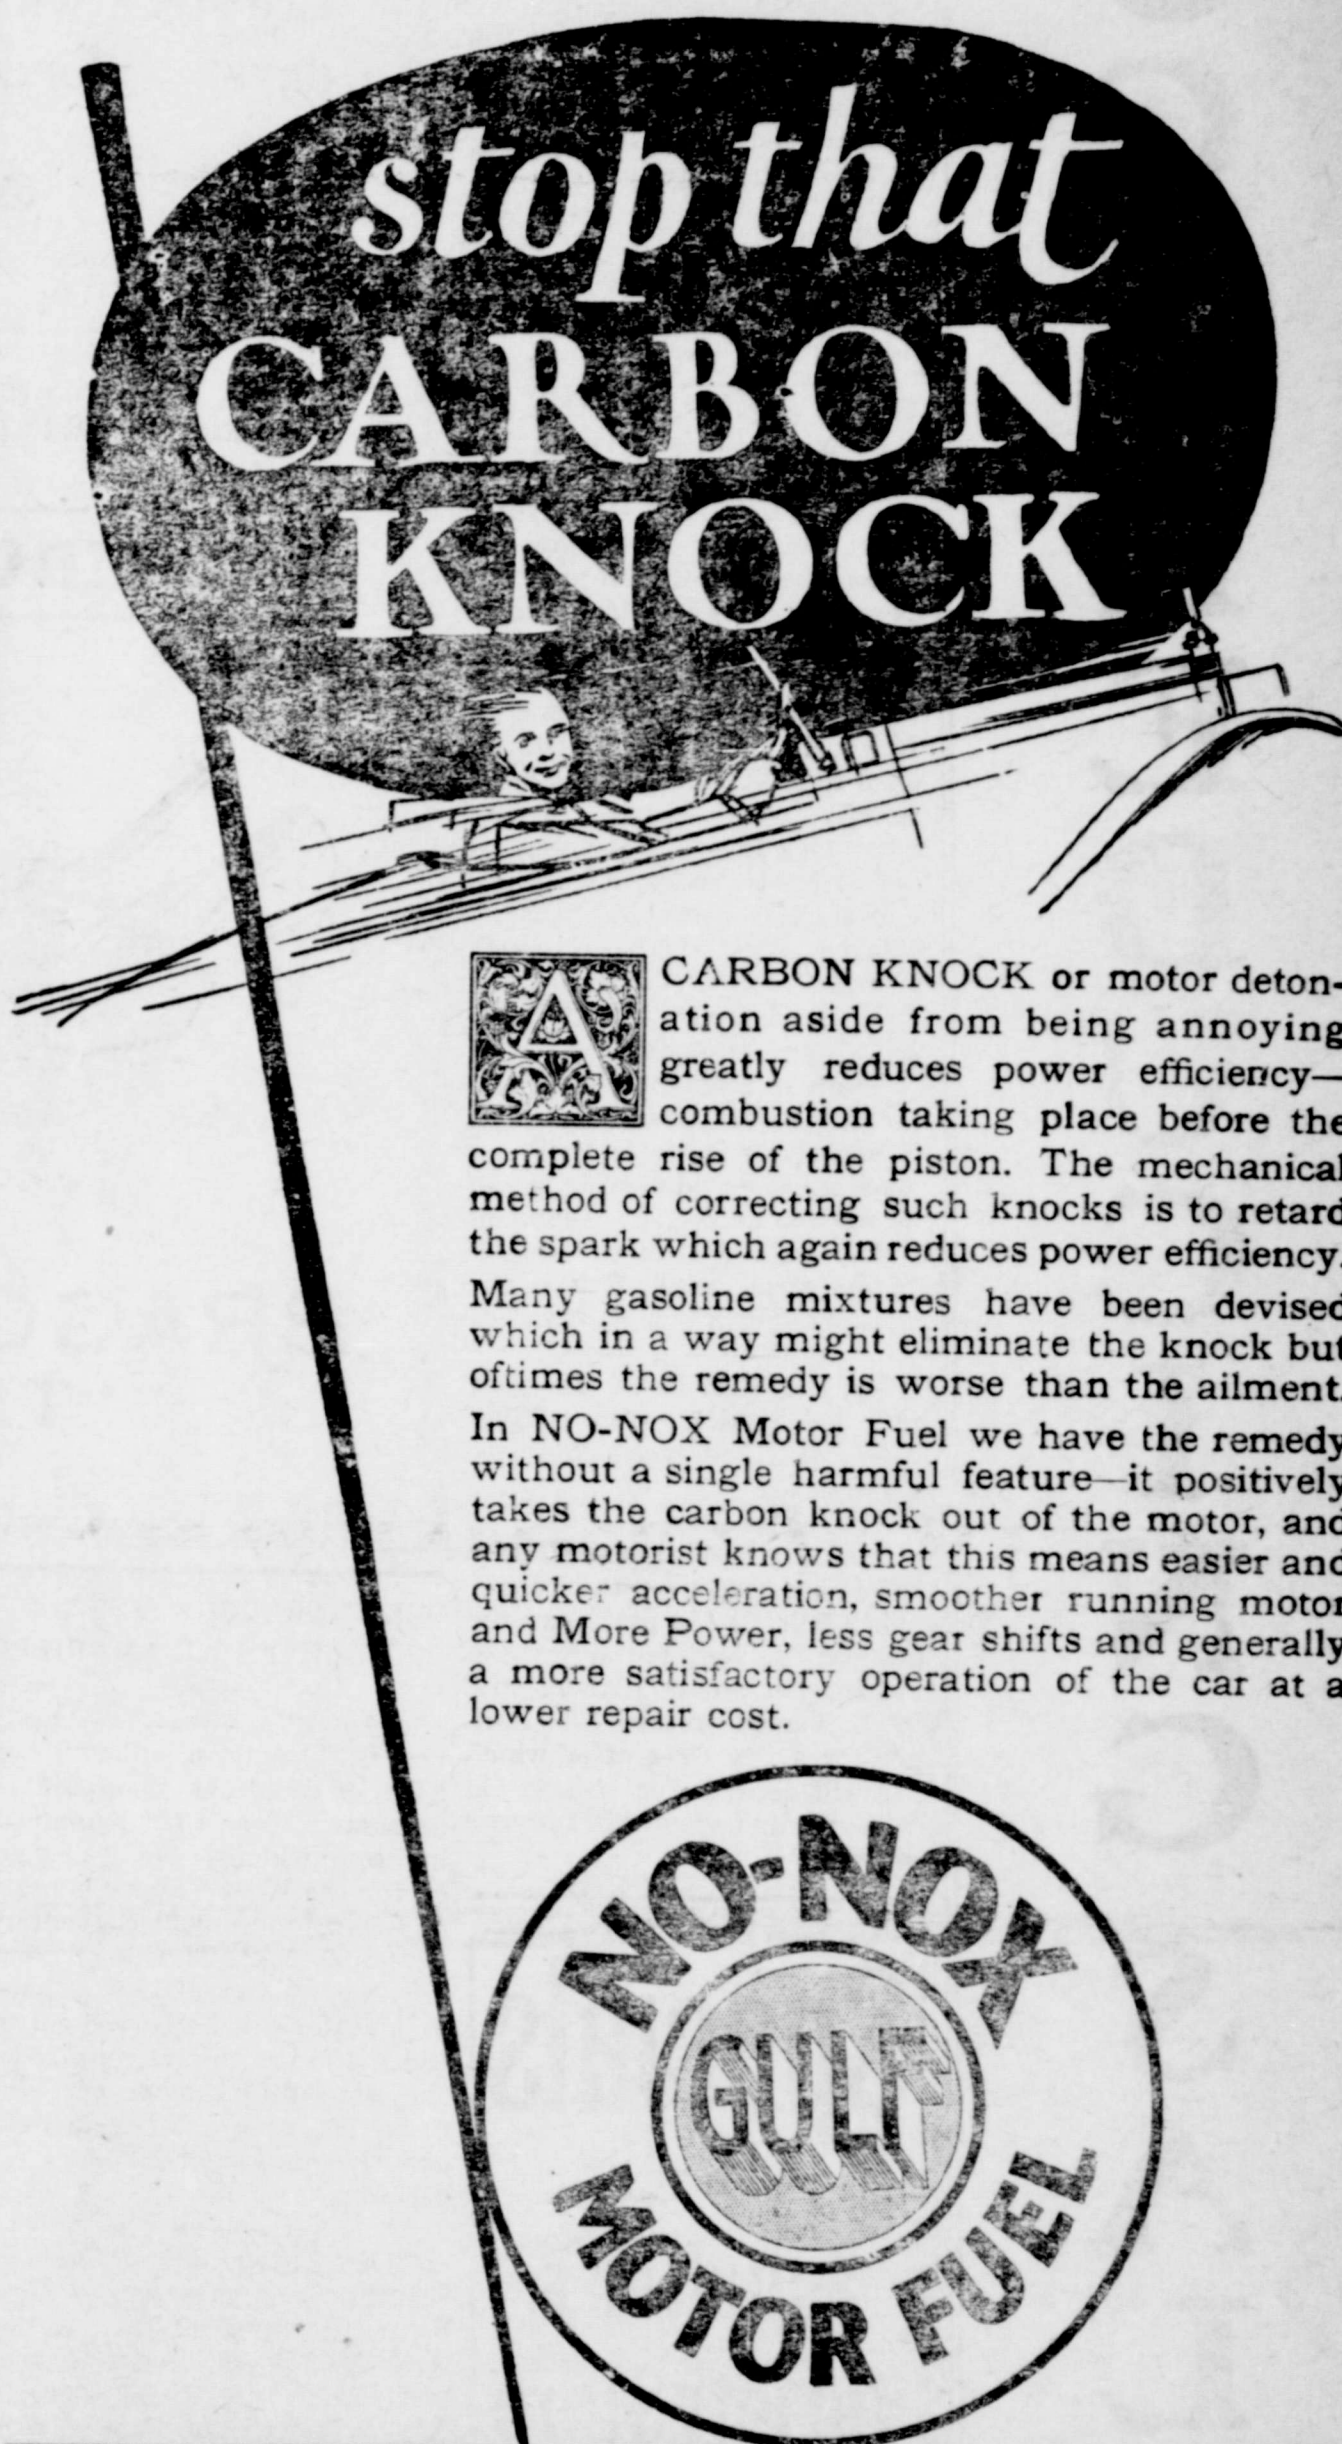 stop that
CARBON
KNOCK
A CARBON KNOCK or motor deton-
ation aside from being annoying
greatly reduces power efficiency—
combustion taking place before the
complete rise of the piston. The mechanical
method of correcting such knocks is to retard
the spark which again reduces power efficiency.
Many gasoline mixtures have been devised
which in a way might eliminate the knock but
oftimes the remedy is worse than the ailment.
In NO-NOX Motor Fuel we have the remedy
without a single harmful feature—it positively
takes the carbon knock out of the motor, and
any motorist knows that this means easier and
quicker acceleration, smoother running motor
and More Power, less gear shifts and generally
a more satisfactory operation of the car at a
lower repair cost.
NO-NOX
GULF
MOTOR FUEL